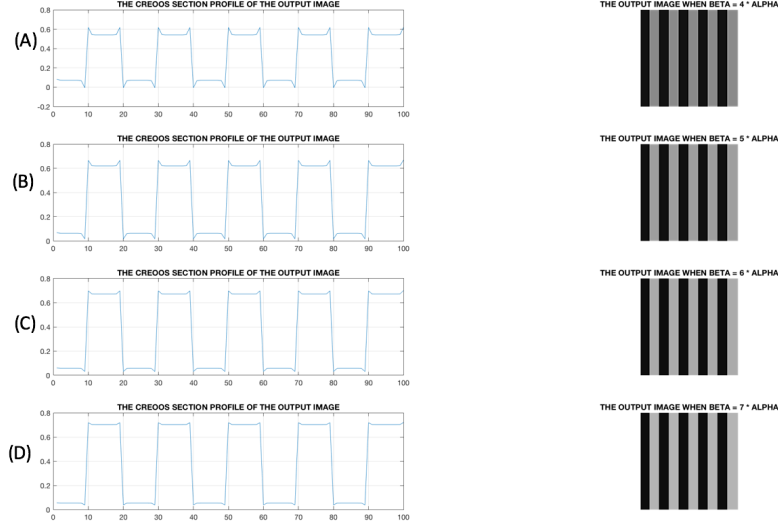 THE CREOOS SECTION PROFILE OF THE OUTPUT IMAGE
THE OUTPUT IMAGE WHEN BETA = 4 * ALPHA
(A)
0.8
0.6
0.4
0.2
0
-0.2
0 10 20 30 40 50 60 70 80 90 100
THE CREOOS SECTION PROFILE OF THE OUTPUT IMAGE
THE OUTPUT IMAGE WHEN BETA = 5 * ALPHA
(B)
0.8
0.6
0.4
0.2
0
0 10 20 30 40 50 60 70 80 90 100
THE CREOOS SECTION PROFILE OF THE OUTPUT IMAGE
THE OUTPUT IMAGE WHEN BETA = 6 * ALPHA
(C)
0.8
0.6
0.4
0.2
0
0 10 20 30 40 50 60 70 80 90 100
THE CREOOS SECTION PROFILE OF THE OUTPUT IMAGE
THE OUTPUT IMAGE WHEN BETA = 7 * ALPHA
(D)
0.8
0.6
0.4
0.2
0
0 10 20 30 40 50 60 70 80 90 100